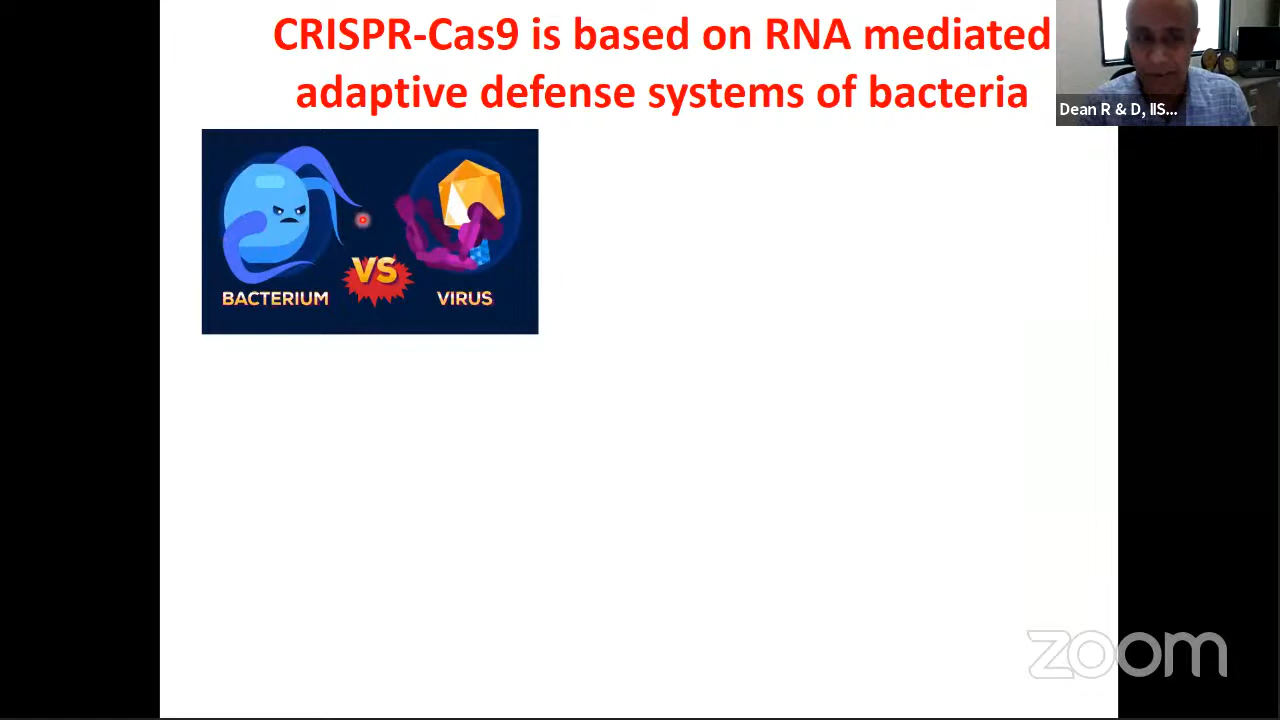 CRISPR-Cas9 is based on RNA mediated
adaptive defense systems of bacteria
Dean R & D, IIS...
VS
BACTERIUM
VIRUS
zoom